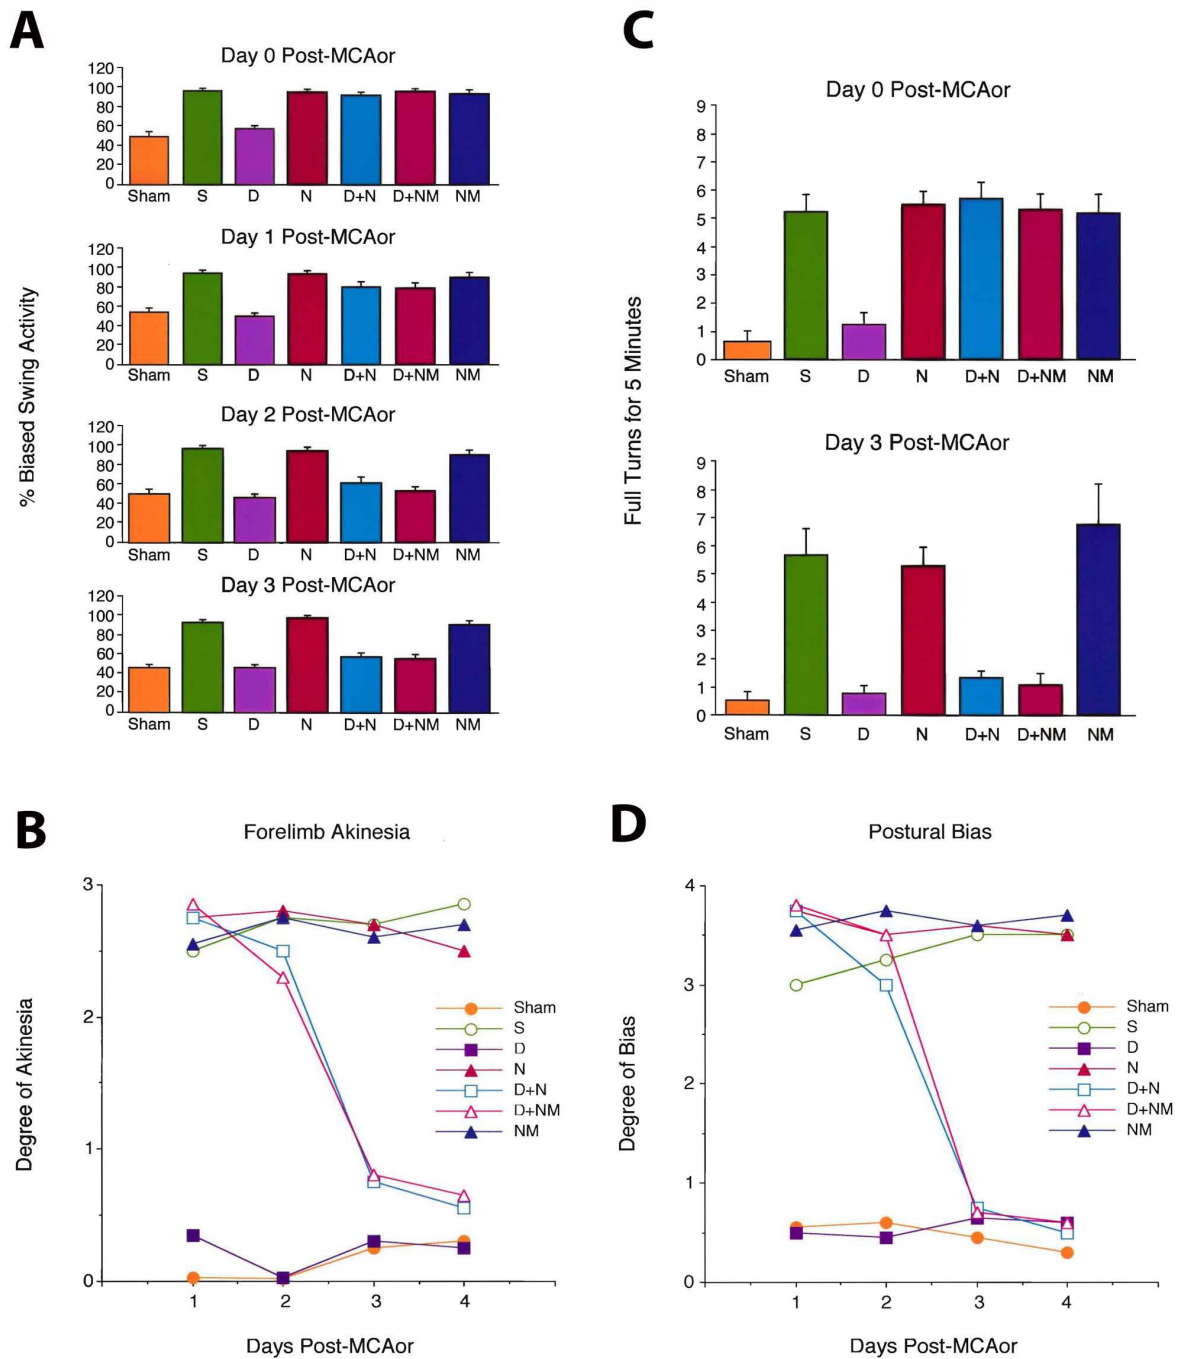 A
Day 0 Post-MCAor
120
100
80
60
40
20
0
Sham S D N D+N D+NM NM
Day 1 Post-MCAor
120
100
80
60
40
20
0
Sham S D N D+N D+NM NM
Day 2 Post-MCAor
120
100
80
60
40
20
0
Sham S D N D+N D+NM NM
Day 3 Post-MCAor
120
100
80
60
40
20
0
Sham S D N D+N D+NM NM
% Biased Swing Activity
C
Day 0 Post-MCAor
9
8
7
6
5
4
3
2
1
0
Sham S D N D+N D+NM NM
Day 3 Post-MCAor
9
8
7
6
5
4
3
2
1
0
Sham S D N D+N D+NM NM
Full Turns for 5 Minutes
B
Forelimb Akinesia
3
2
1
0
1 2 3 4
Degree of Akinesia
Days Post-MCAor
Sham
S
D
N
D+N
D+NM
NM
D
Postural Bias
4
3
2
1
0
1 2 3 4
Degree of Bias
Days Post-MCAor
Sham
S
D
N
D+N
D+NM
NM